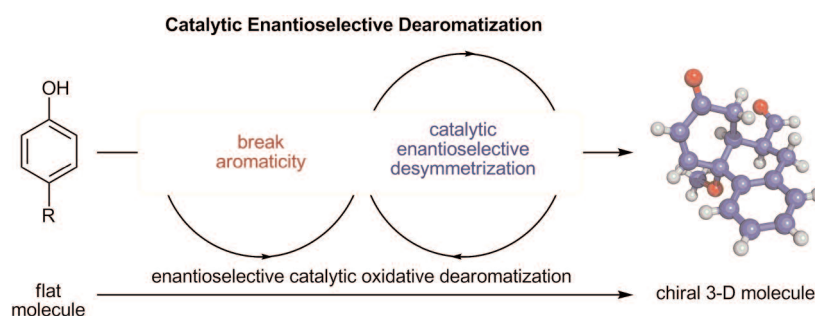 Catalytic Enantioselective Dearomatization
OH
R
break
aromaticity
catalytic
enantioselective
desymmetrization
enantioselective catalytic oxidative dearomatization
flat
molecule
chiral 3-D molecule